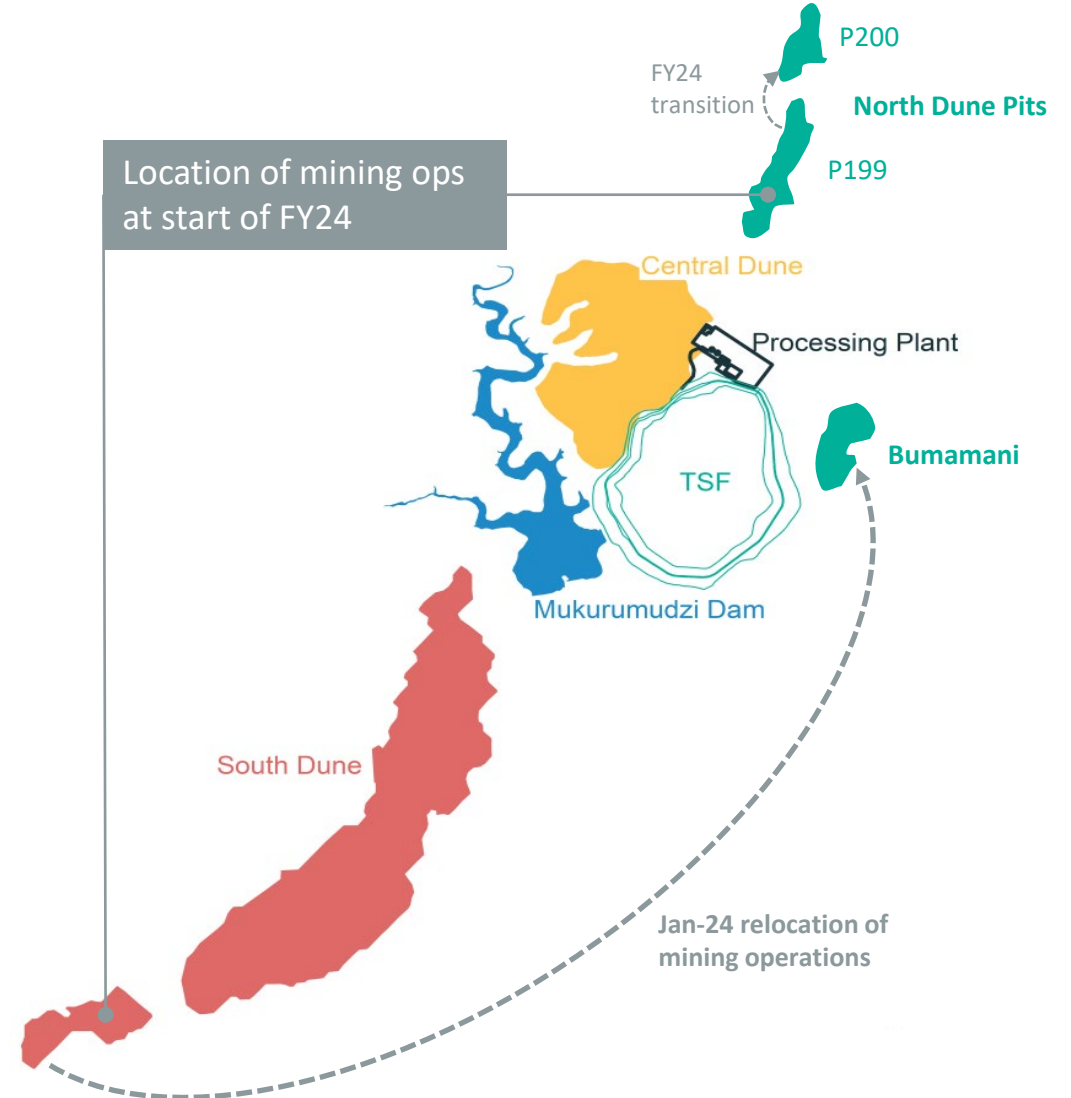 P200
FY24
transition
North Dune Pits
Location of mining ops
at start of FY24
P199
Central Dune
Processing Plant
Bumamani
TSF
Mukurumudzi Dam
South Dune
Jan-24 relocation of
mining operations